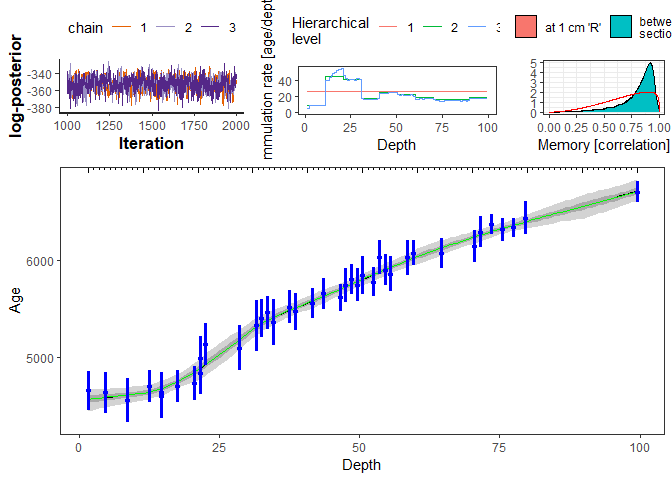 chain 1 2 3
log-posterior
-340
-360
-380
1000 1250 1500 1750 2000
Iteration
Hierarchical
level 1 2
mmulation rate [age/dept
40
20
0
0 25 50 75 100
Depth
at 1 cm 'R' betwe
sectio
5
4
3
2
1
0
0.00 0.25 0.50 0.75 1.00
Memory [correlation]
Age
6000
5000
0 25 50 75 100
Depth